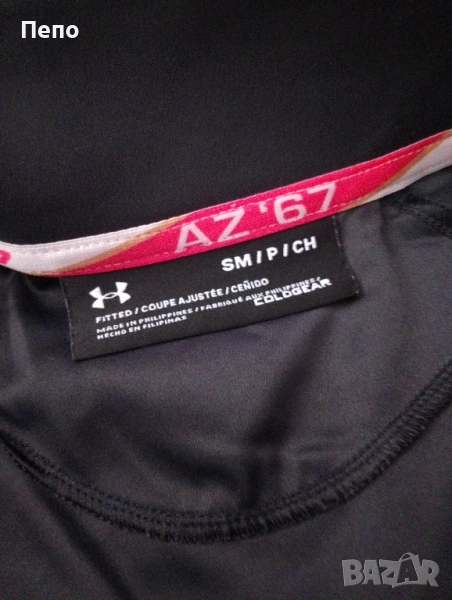 Пепо
AZ '67
SM / P / CH
FITTED / COUPE AJUSTÉE / CEÑIDO
MADE IN PHILIPPINES / FABRIQUÉ AUX PHILIPPINES /
HECHO EN FILIPINAS
COLDGEAR
BAZAR